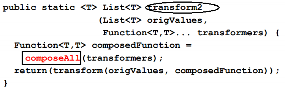 public static <T> List<T> transform2
(List<T> origValues,
Function<T,T>... transformers) {
Function<T,T> composedFunction =
composeAll(transformers);
return(transform(origValues, composedFunction));
}